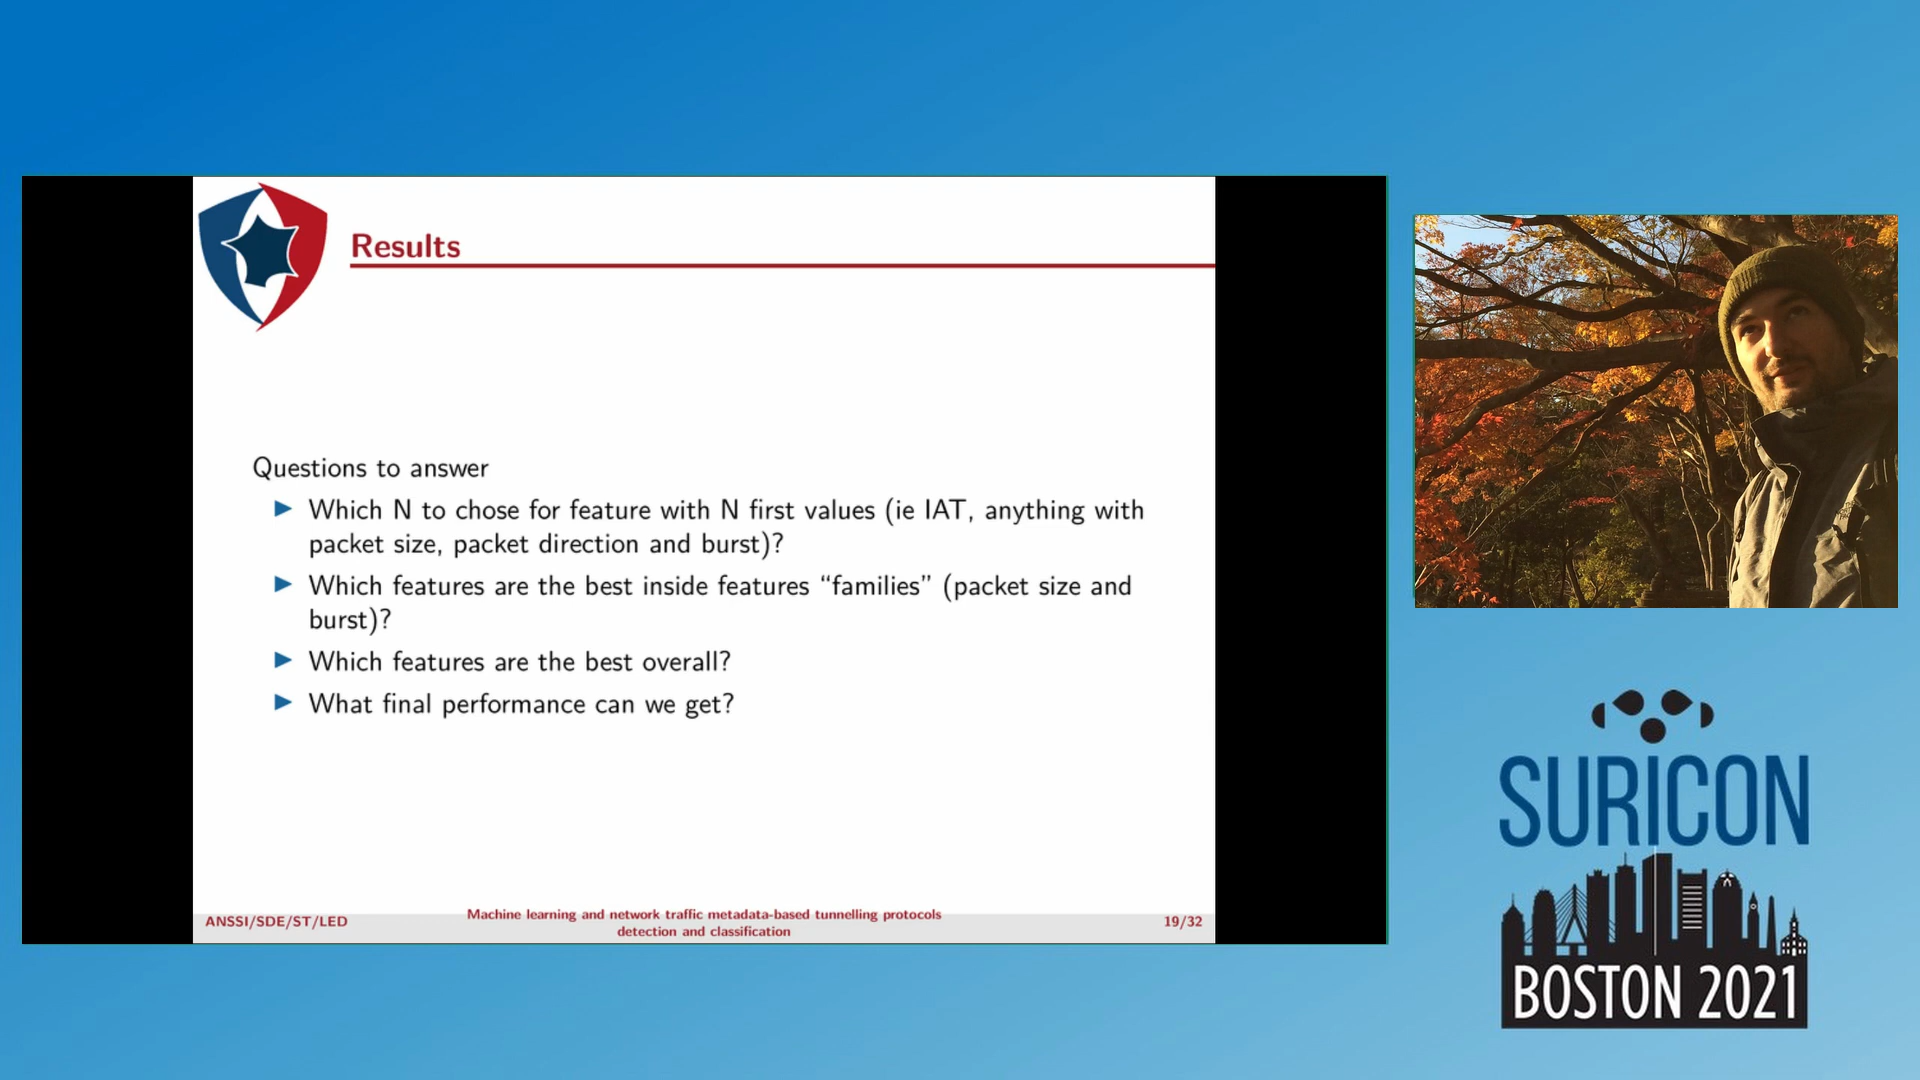 Results
Questions to answer
Which N to chose for feature with N first values (ie IAT, anything with
packet size, packet direction and burst)?
Which features are the best inside features “families” (packet size and
burst)?
Which features are the best overall?
What final performance can we get?
ANSSI/SDE/ST/LED
Machine learning and network traffic metadata-based tunnelling protocols
detection and classification
19/32
SURICON
BOSTON 2021